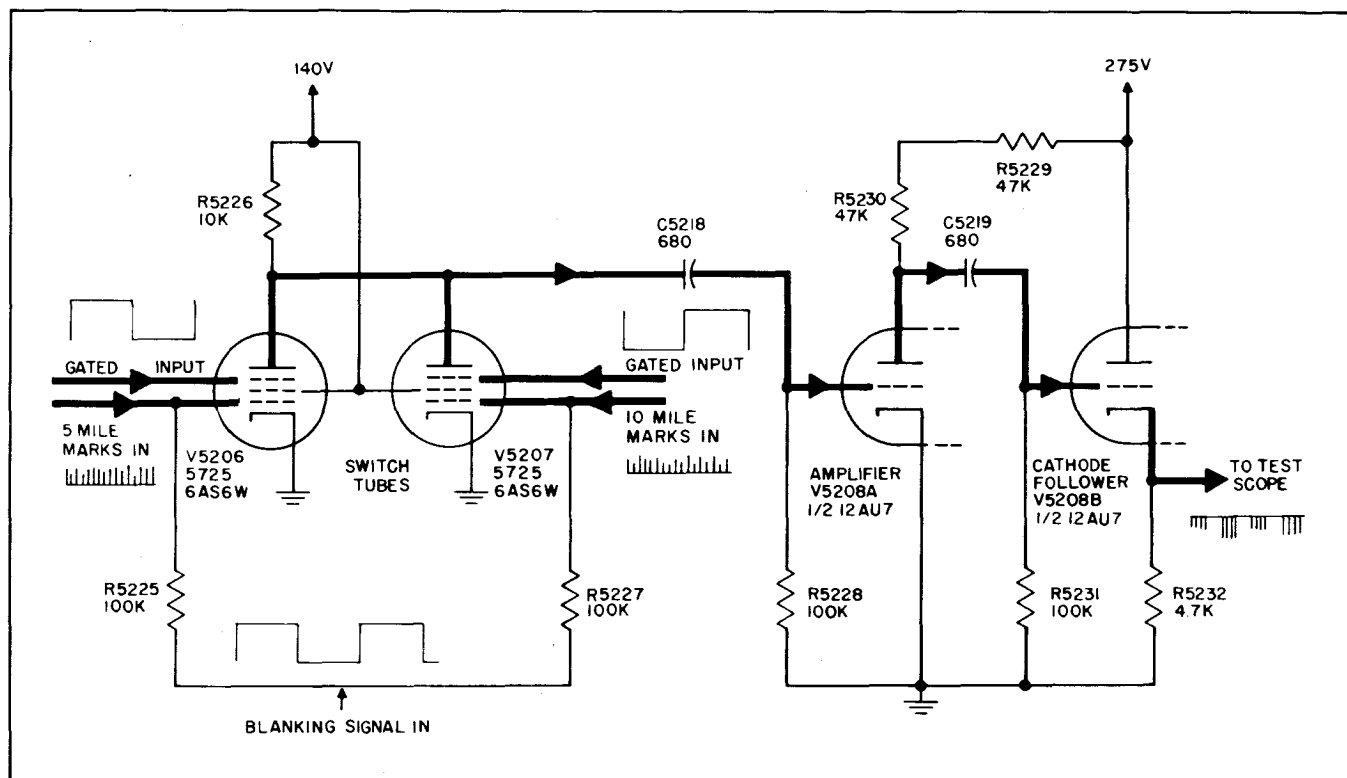 140V
275V
R5226
10K
R5229
47K
R5230
47K
C5218
680
C5219
680
GATED INPUT
5 MILE
MARKS IN
V5206
5725
6AS6W
SWITCH
TUBES
V5207
5725
6AS6W
GATED INPUT
10 MILE
MARKS IN
AMPLIFIER
V5208A
1/2 12AU7
CATHODE
FOLLOWER
V5208B
1/2 12AU7
TO TEST
SCOPE
R5225
100K
R5227
100K
R5228
100K
R5231
100K
R5232
4.7K
BLANKING SIGNAL IN